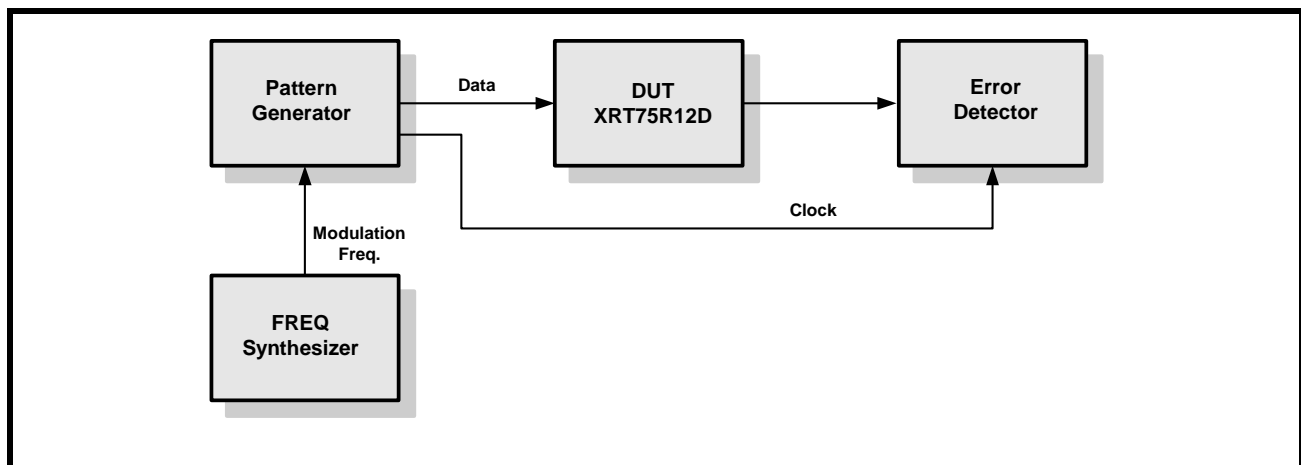 Pattern
Generator
Data
DUT
XRT75R12D
Error
Detector
Clock
Modulation
Freq.
FREQ
Synthesizer